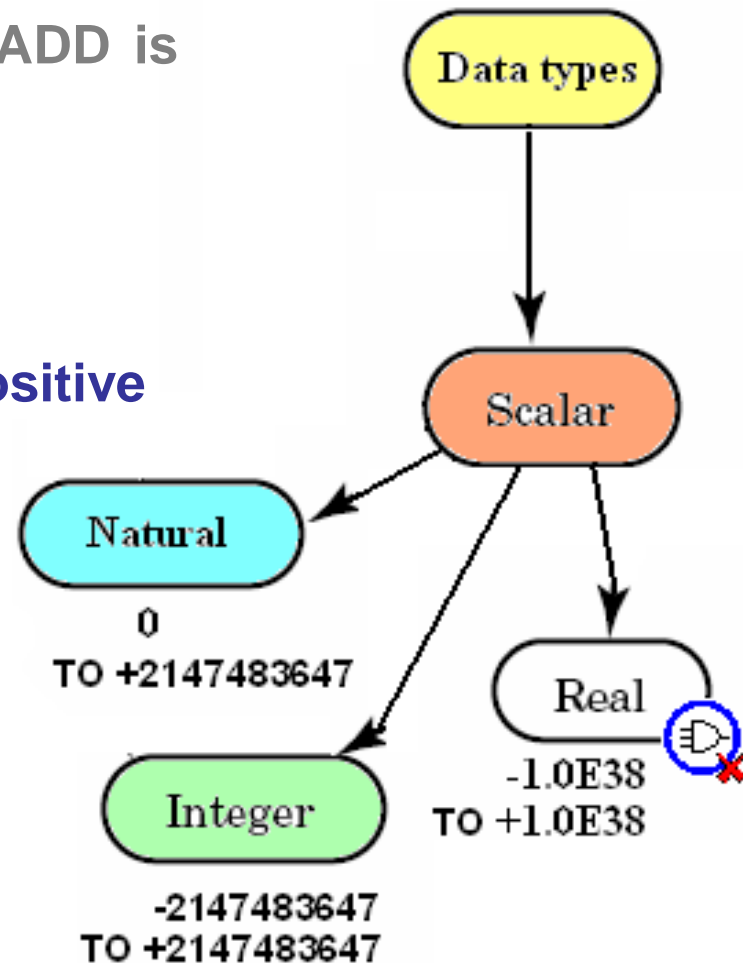 ADD is
Data types
ositive
Scalar
Natural
0
TO +2147483647
Real
-1.0E38
TO +1.0E38
Integer
-2147483647
TO +2147483647